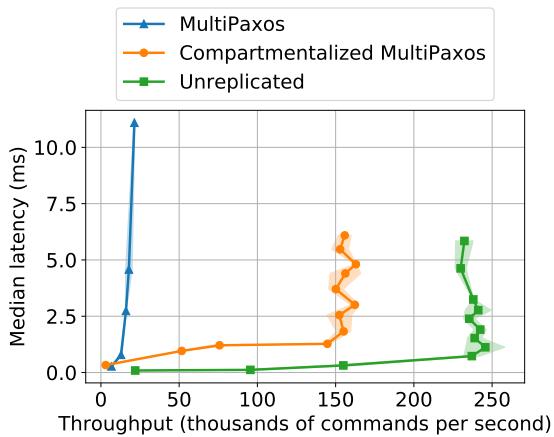 MultiPaxos
Compartmentalized MultiPaxos
Unreplicated
10.0
7.5
5.0
2.5
0.0
Median latency (ms)
0 50 100 150 200 250
Throughput (thousands of commands per second)